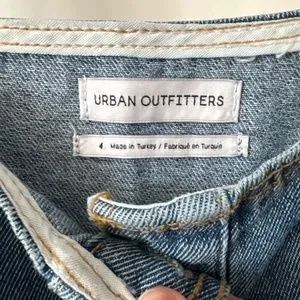 URBAN OUTFITTERS
4. Made in Turkey / Fabriqué en Turquie